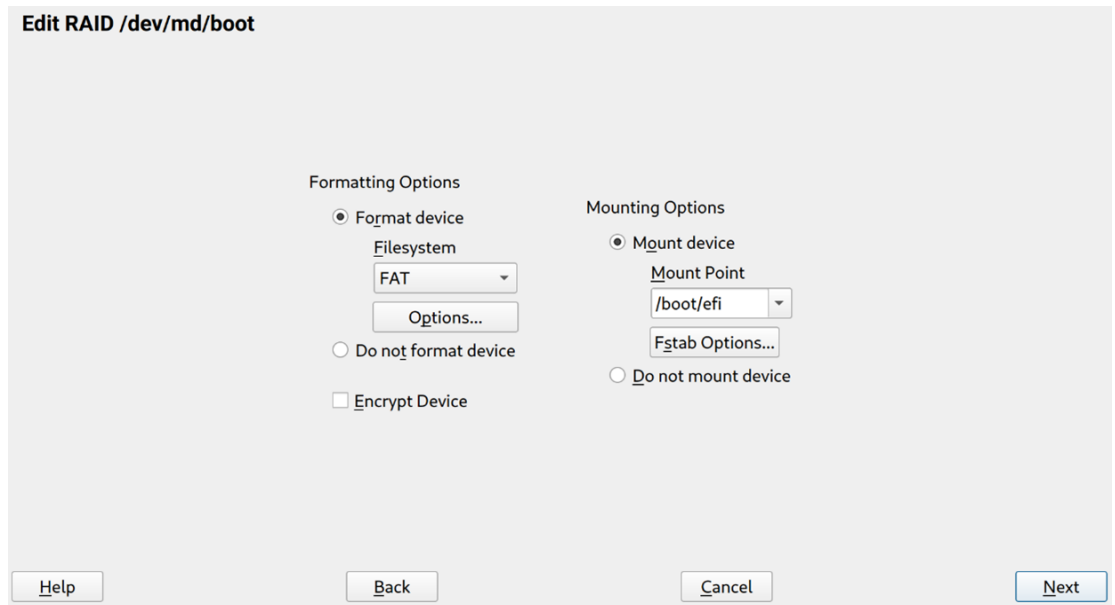 Edit RAID /dev/md/boot
Formatting Options
Format device
Filesystem
FAT
Options...
Do not format device
Encrypt Device
Mounting Options
Mount device
Mount Point
/boot/efi
Fstab Options...
Do not mount device
Help
Back
Cancel
Next